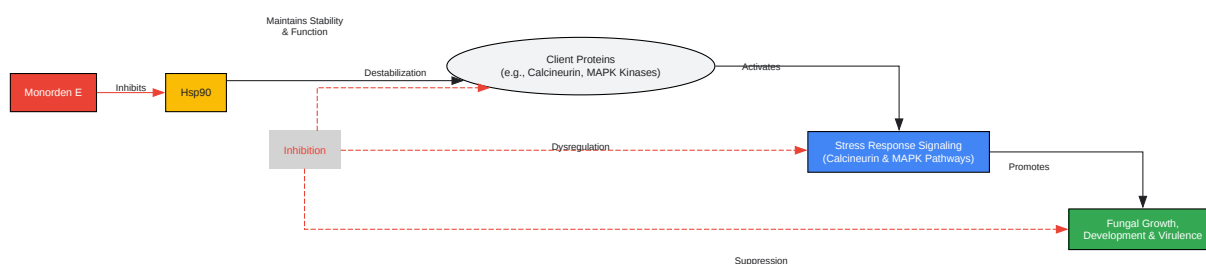 Maintains Stability
& Function
Client Proteins
(e.g., Calcineurin, MAPK Kinases)
Activates
Destabilization
Monorden E
Inhibits
Hsp90
Inhibition
Dysregulation
Stress Response Signaling
(Calcineurin & MAPK Pathways)
Promotes
Fungal Growth,
Development & Virulence
Suppression